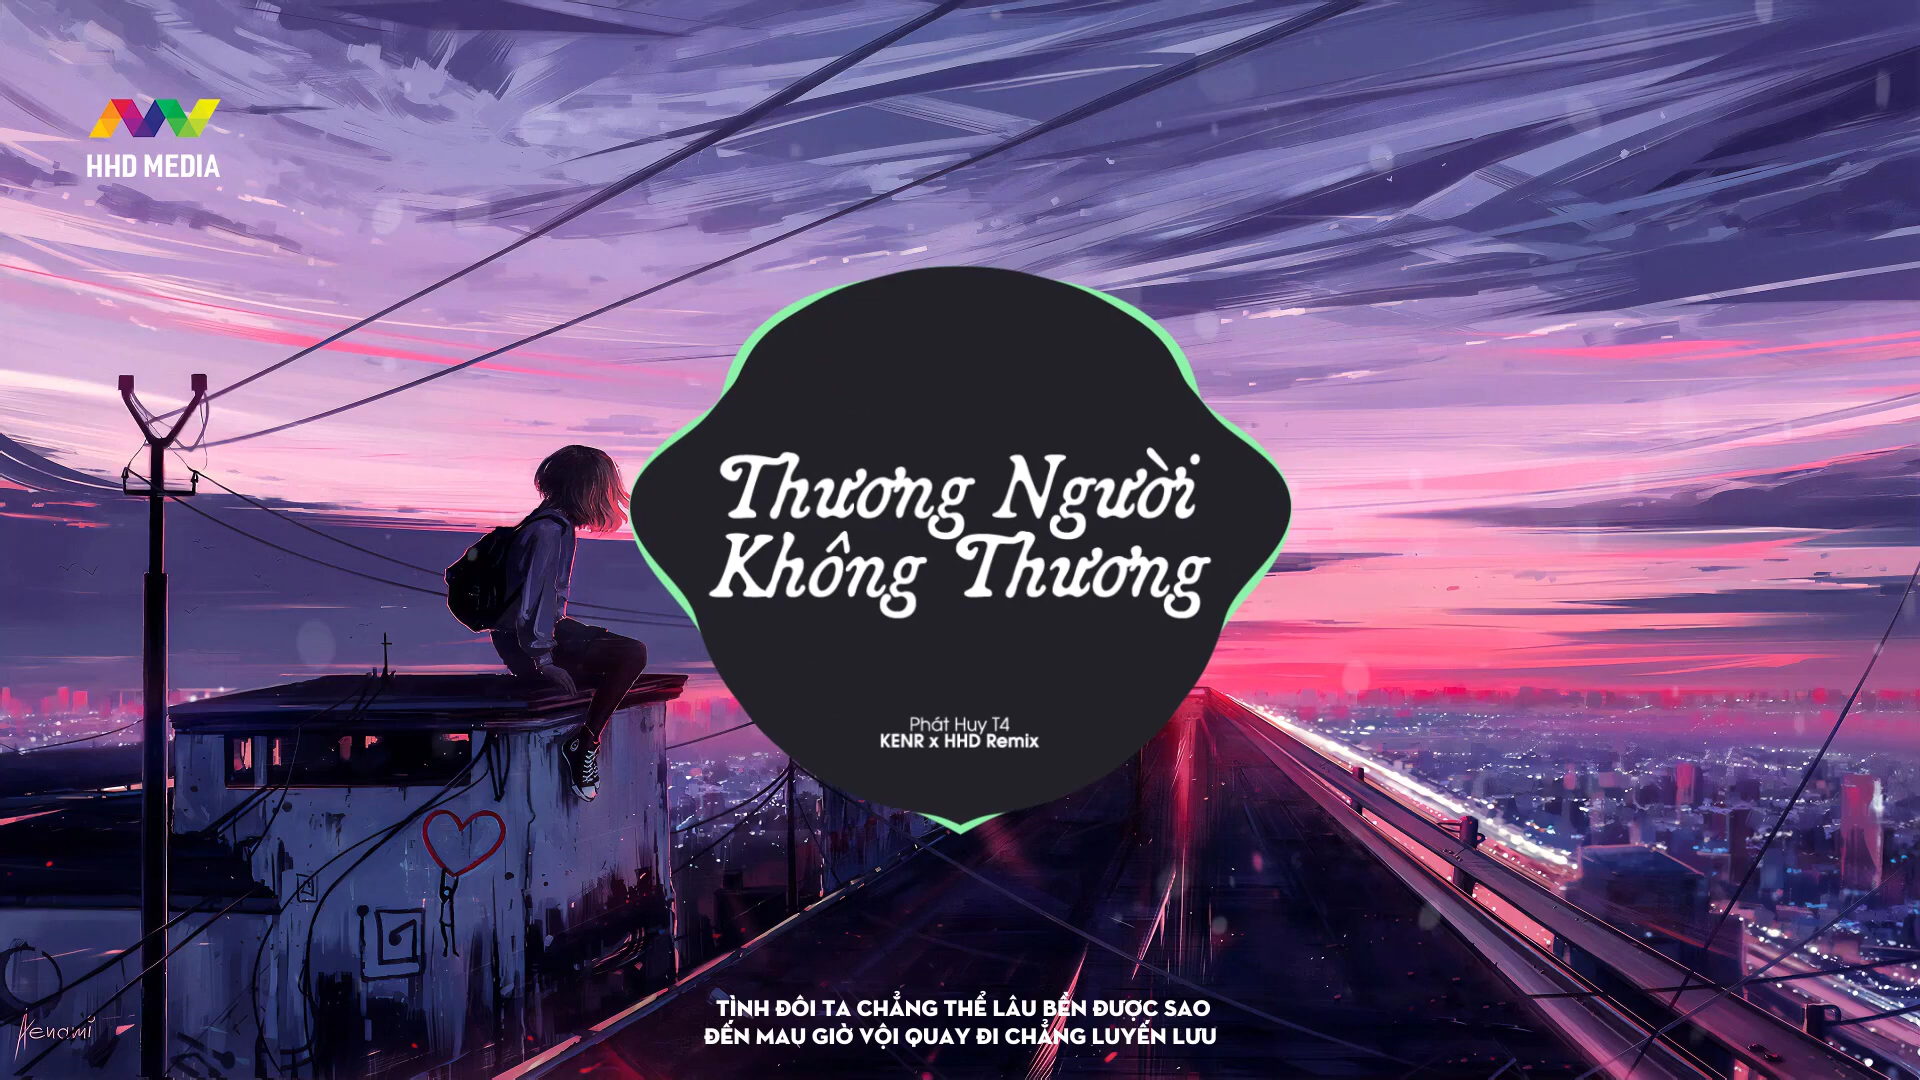 HHD MEDIA
Thương Người
Không Thương
Phát Huy T4
KENR x HHD Remix
TÌNH ĐÔI TA CHẲNG THỂ LÂU BỀN ĐƯỢC SAO
ĐẾN MAU GIỜ VỘI QUAY ĐI CHẲNG LUYẾN LƯU
Aenami